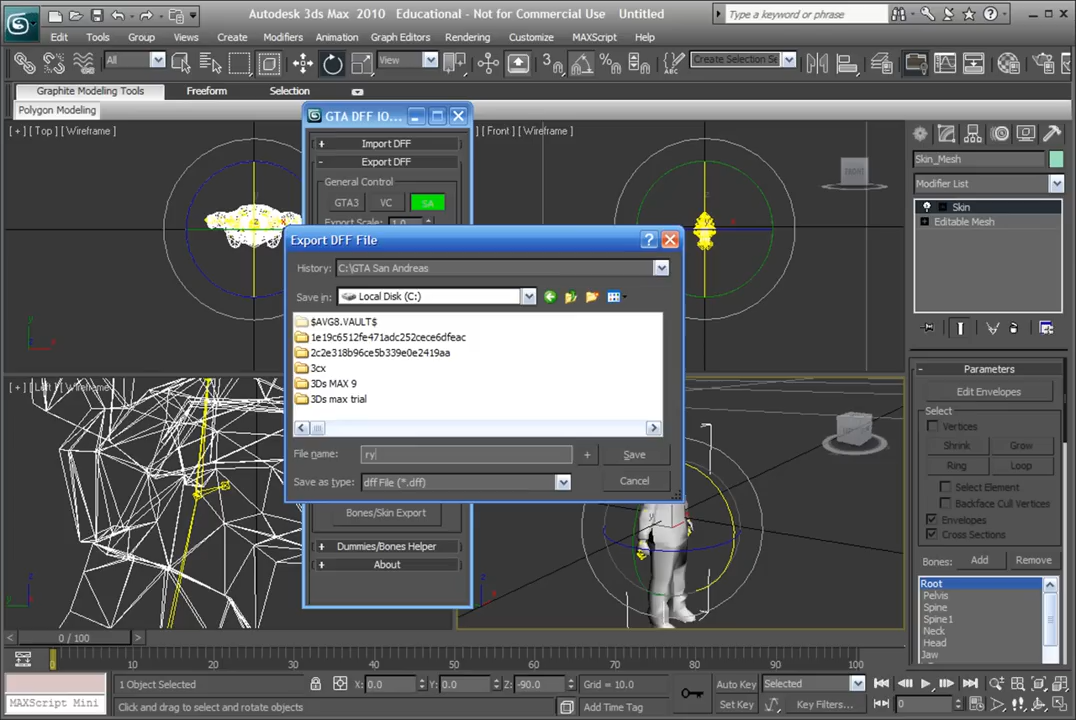 Autodesk 3ds Max 2010   Educational - Not for Commercial Use   Untitled
Type a keyword or phrase
Edit Tools Group Views Create Modifiers Animation Graph Editors Rendering Customize MAXScript Help
All
View
Create Selection Se
Graphite Modeling Tools Freeform Selection
Polygon Modeling
[ + ] [ Top ] [ Wireframe ]
GTA DFF IO...
[ Front ] [ Wireframe ]
Import DFF
Export DFF
General Control
GTA3 VC SA
Export Scale: 1.0
Export DFF File
History: C:\GTA San Andreas
Save in: Local Disk (C:)
$AVG8.VAULT$
1e19c6512fe471adc252cece6dfeac
2c2e318b96ce5b339e0e2419aa
3cx
3Ds MAX 9
3Ds max trial
File name: ry
Save
Save as type: dff File (*.dff)
Cancel
Bones/Skin Export
Dummies/Bones Helper
About
FRONT
Skin_Mesh
Modifier List
Skin
Editable Mesh
Parameters
Edit Envelopes
Select
Vertices
Shrink Grow
Ring Loop
Select Element
Backface Cull Vertices
Envelopes
Cross Sections
Bones: Add Remove
Root
Pelvis
Spine
Spine1
Neck
Head
Jaw
0 / 100
0 10 20 30 40 50 60 70 80 90 100
1 Object Selected
X: 0.0 Y: 0.0 Z: -90.0 Grid = 10.0
Auto Key Selected
MAXScript Mini
Click and drag to select and rotate objects
Add Time Tag
Set Key Key Filters... 0